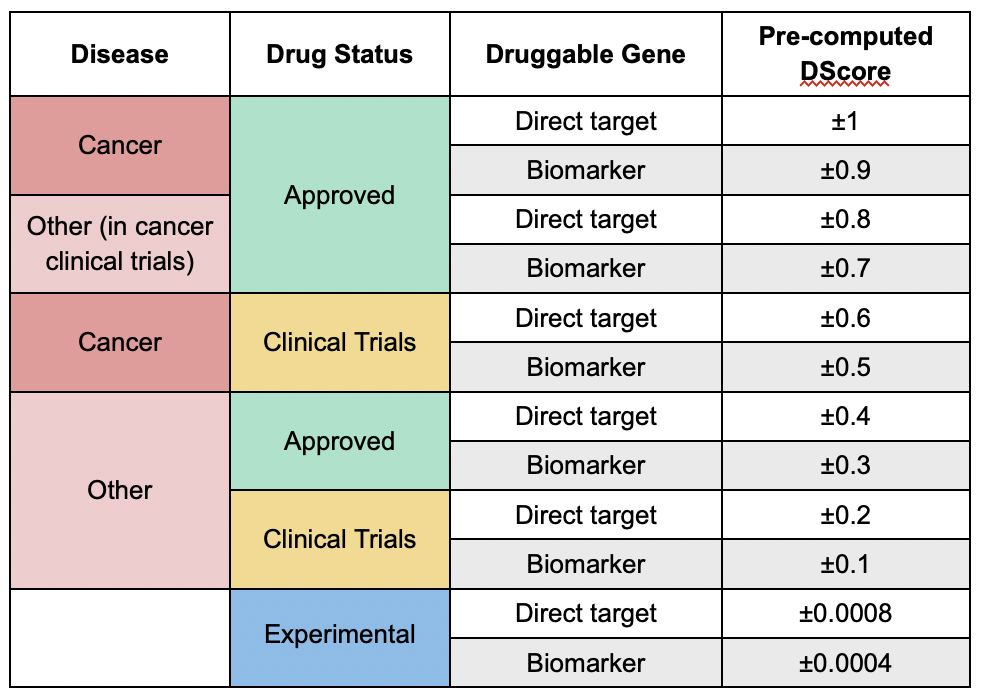 Disease Drug Status Druggable Gene Pre-computed
DScore
Cancer Approved Direct target ±1
Biomarker ±0.9
Other (in cancer
clinical trials) Direct target ±0.8
Biomarker ±0.7
Cancer Clinical Trials Direct target ±0.6
Biomarker ±0.5
Other Approved Direct target ±0.4
Biomarker ±0.3
Clinical Trials Direct target ±0.2
Biomarker ±0.1
Experimental Direct target ±0.0008
Biomarker ±0.0004